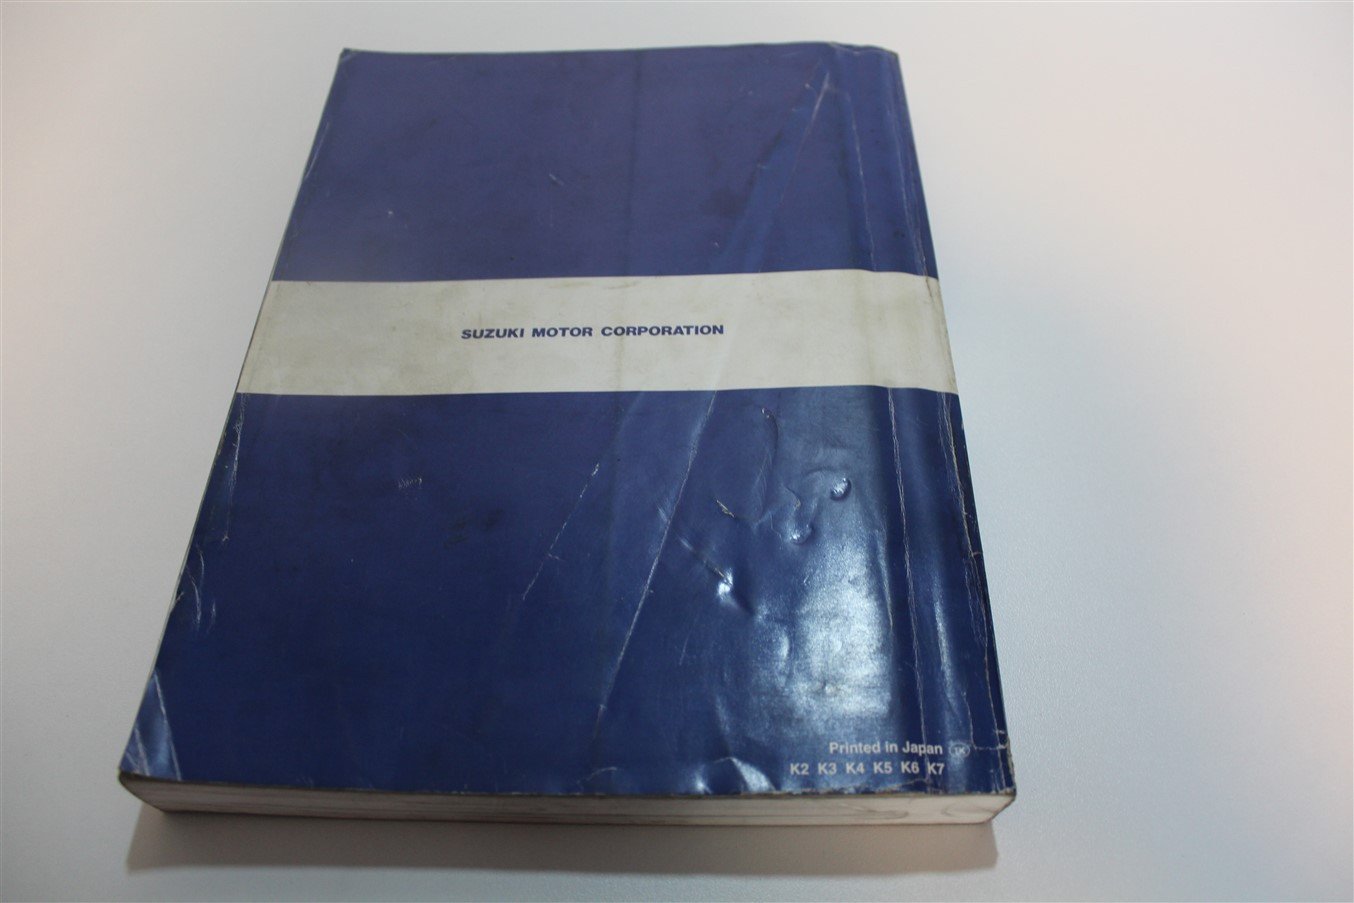 SUZUKI MOTOR CORPORATION
Printed in Japan
K2 K3 K4 K5 K6 K7